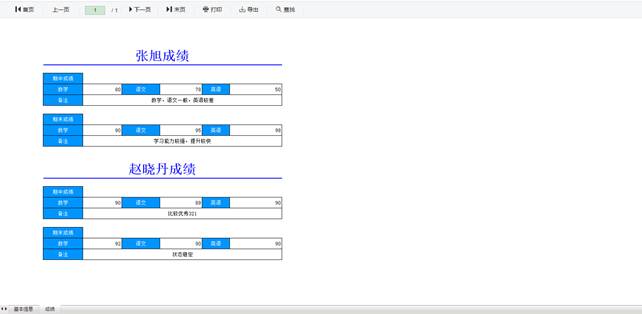 首页 上一页 1 / 1 下一页 末页 打印 导出 查找
张旭成绩
期中成绩
数学 80 语文 78 英语 50
备注 数学，语文一般，英语较差
期末成绩
数学 90 语文 95 英语 98
备注 学习能力较强，提升较快
赵晓丹成绩
期中成绩
数学 90 语文 89 英语 90
备注 比较优秀321
期末成绩
数学 92 语文 90 英语 90
备注 状态稳定
基本信息 成绩